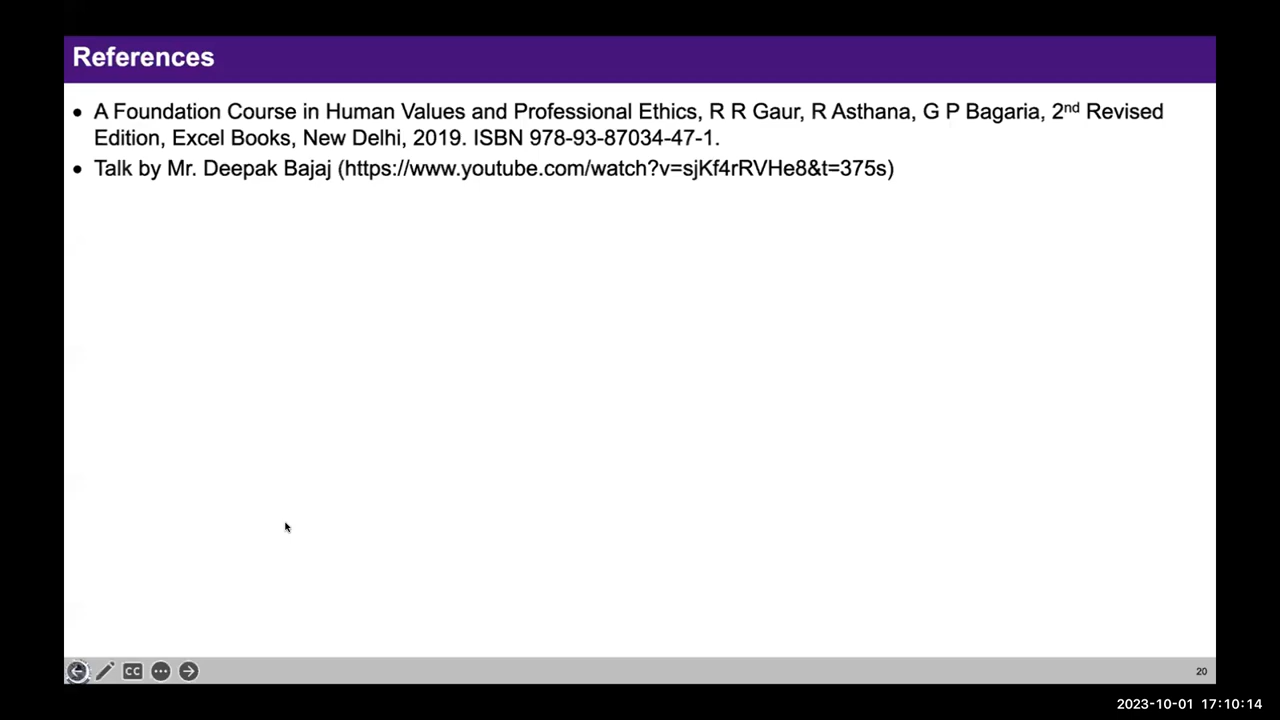 References
• A Foundation Course in Human Values and Professional Ethics, R R Gaur, R Asthana, G P Bagaria, 2nd Revised
Edition, Excel Books, New Delhi, 2019. ISBN 978-93-87034-47-1.
• Talk by Mr. Deepak Bajaj (https://www.youtube.com/watch?v=sjKf4rRVHe8&t=375s)
CC
20
2023-10-01 17:10:14